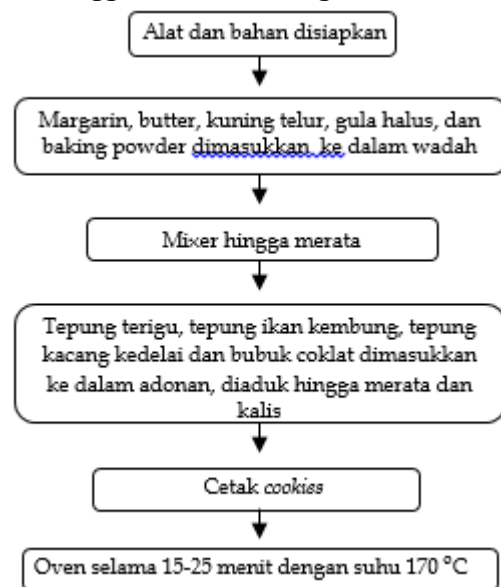 Alat dan bahan disiapkan
Margarin, butter, kuning telur, gula halus, dan
baking powder dimasukkan ke dalam wadah
Mixer hingga merata
Tepung terigu, tepung ikan kembung, tepung
kacang kedelai dan bubuk coklat dimasukkan
ke dalam adonan, diaduk hingga merata dan
kalis
Cetak cookies
Oven selama 15-25 menit dengan suhu 170 °C